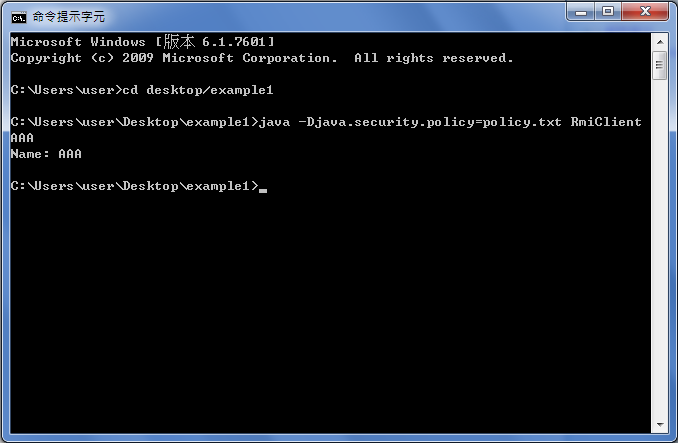 命令提示字元
Microsoft Windows [版本 6.1.7601]
Copyright (c) 2009 Microsoft Corporation.  All rights reserved.
C:\Users\user>cd desktop/example1
C:\Users\user\Desktop\example1>java -Djava.security.policy=policy.txt RmiClient
AAA
Name: AAA
C:\Users\user\Desktop\example1>